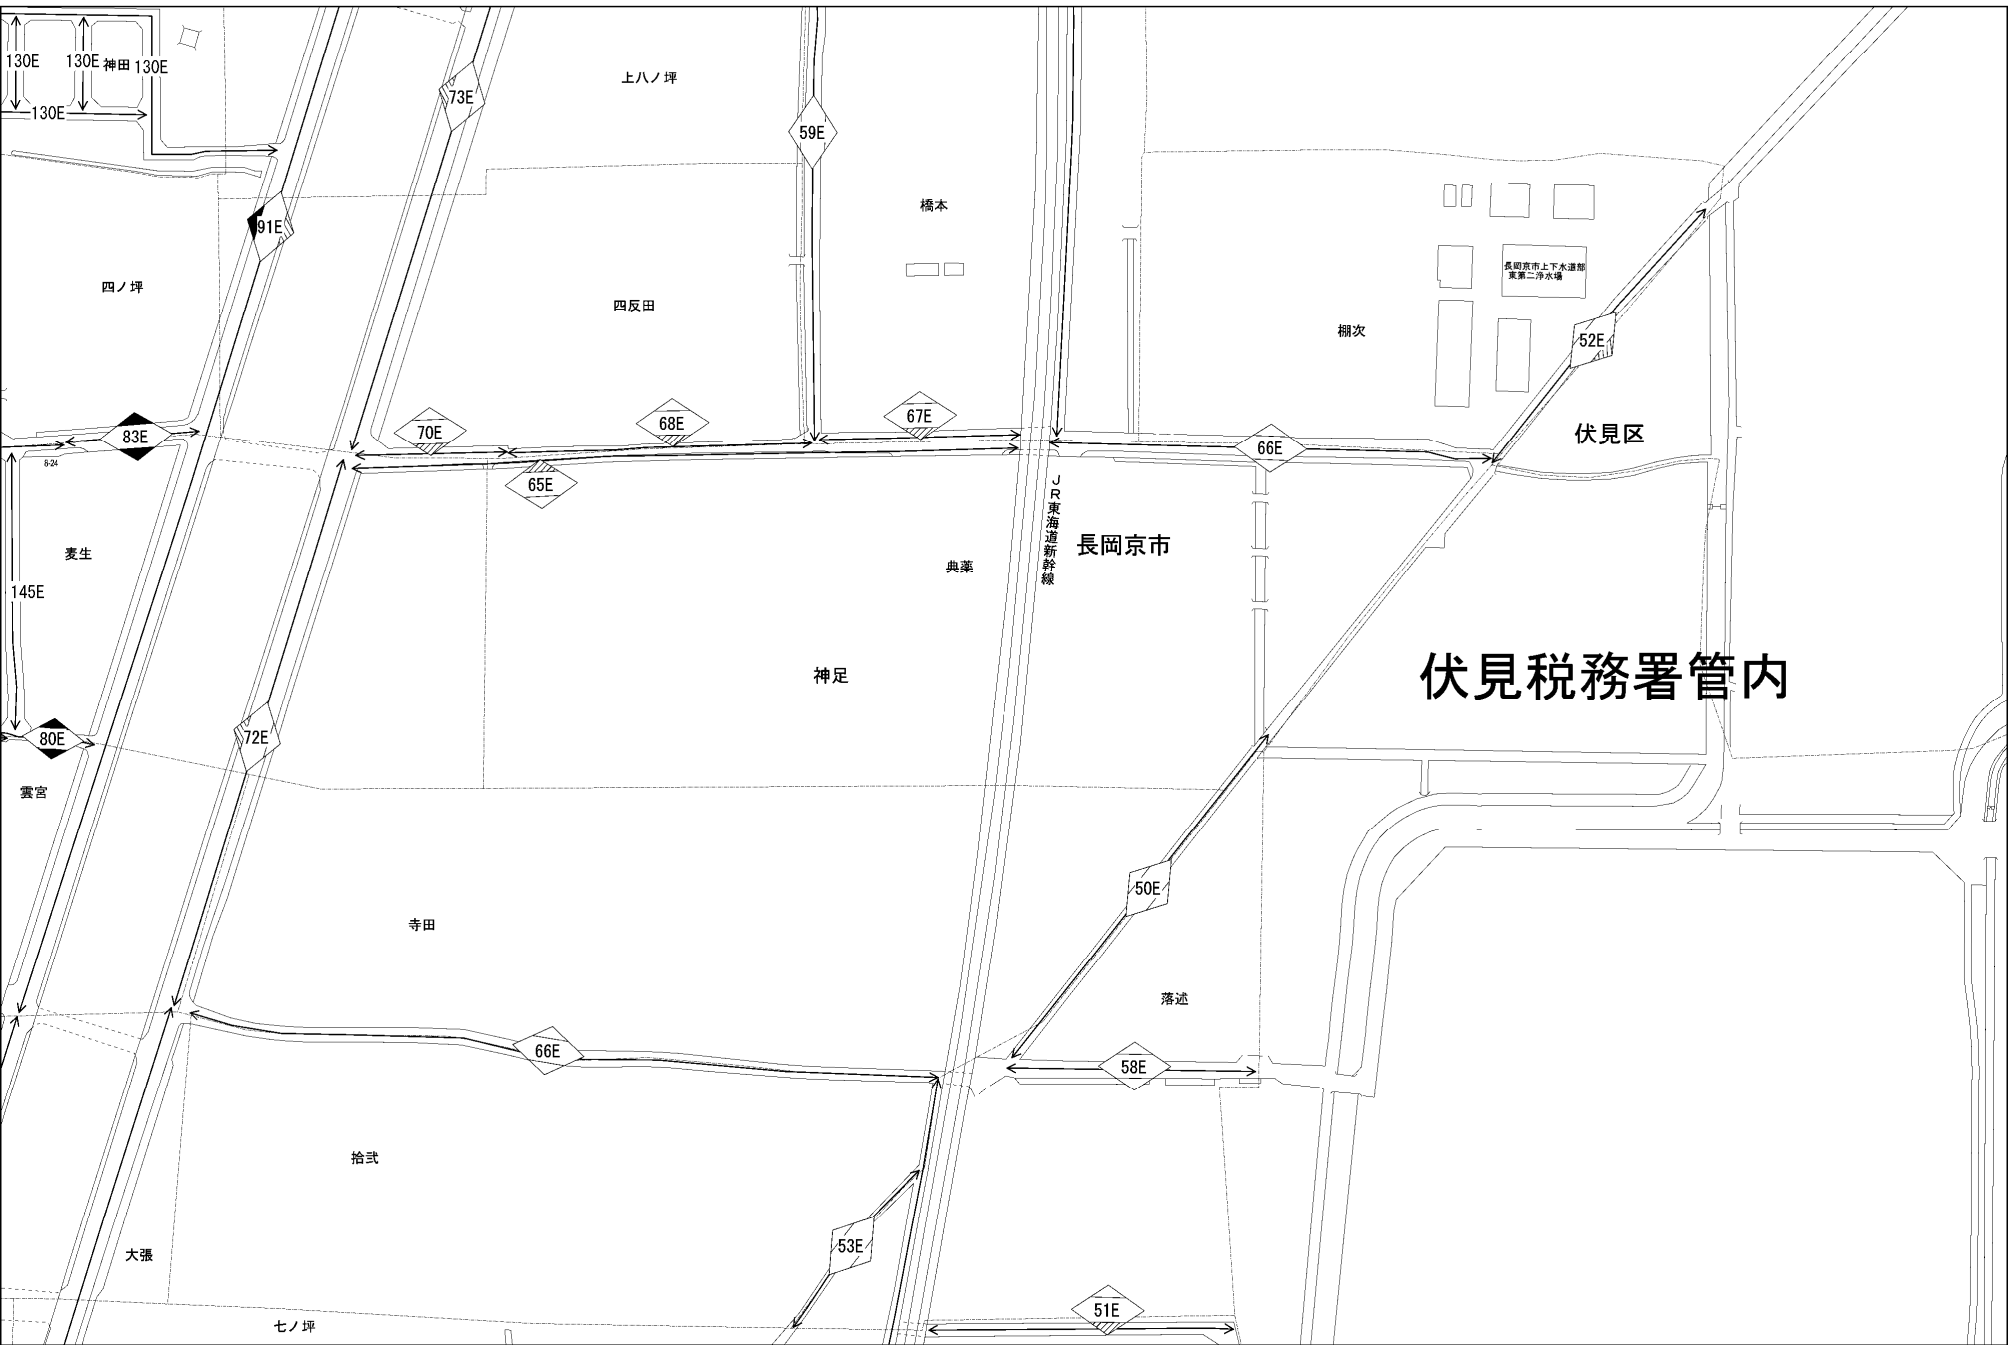 130E
130E
神田
130E
130E
73E
上八ノ坪
59E
橋本
91E
四ノ坪
四反田
長岡京市上下水道部
東第二浄水場
棚次
52E
83E
70E
68E
67E
66E
伏見区
8-24
65E
JR東海道新幹線
長岡京市
麦生
典薬
145E
神足
伏見税務署管内
80E
72E
雲宮
50E
寺田
落述
66E
58E
拾弐
53E
大張
51E
七ノ坪